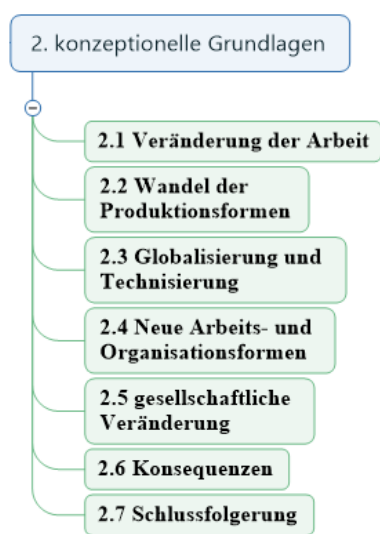 2. konzeptionelle Grundlagen
2.1 Veränderung der Arbeit
2.2 Wandel der
Produktionsformen
2.3 Globalisierung und
Technisierung
2.4 Neue Arbeits- und
Organisationsformen
2.5 gesellschaftliche
Veränderung
2.6 Konsequenzen
2.7 Schlussfolgerung